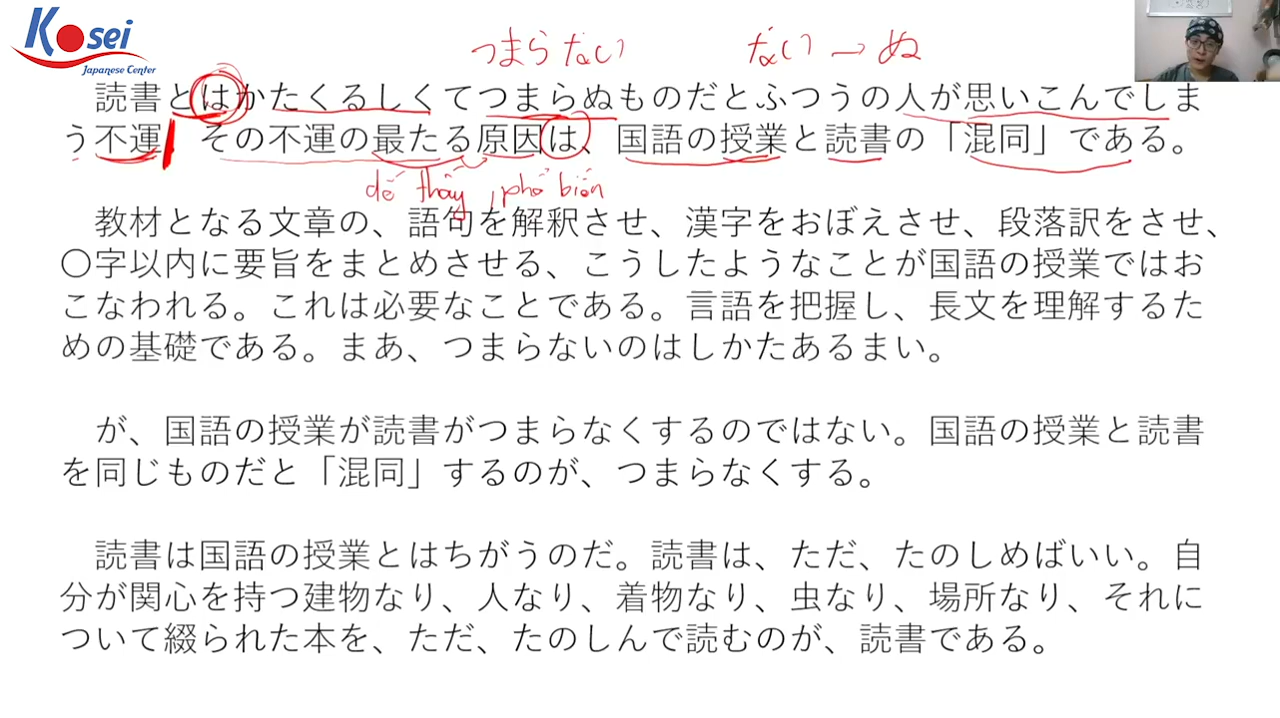 Kosei
Japanese Center
つまらない ない → ぬ
読書とはかたくるしくてつまらぬものだとふつうの人が思いこんでしま
う不運 その不運の最たる原因は、国語の授業と読書の「混同」である。
dễ thấy, phổ biến
教材となる文章の、語句を解釈させ、漢字をおぼえさせ、段落訳をさせ、
〇字以内に要旨をまとめさせる、こうしたようなことが国語の授業ではお
こなわれる。これは必要なことである。言語を把握し、長文を理解するた
めの基礎である。まあ、つまらないのはしかたあるまい。
が、国語の授業が読書がつまらなくするのではない。国語の授業と読書
を同じものだと「混同」するのが、つまらなくする。
読書は国語の授業とはちがうのだ。読書は、ただ、たのしめばいい。自
分が関心を持つ建物なり、人なり、着物なり、虫なり、場所なり、それに
ついて綴られた本を、ただ、たのしんで読むのが、読書である。